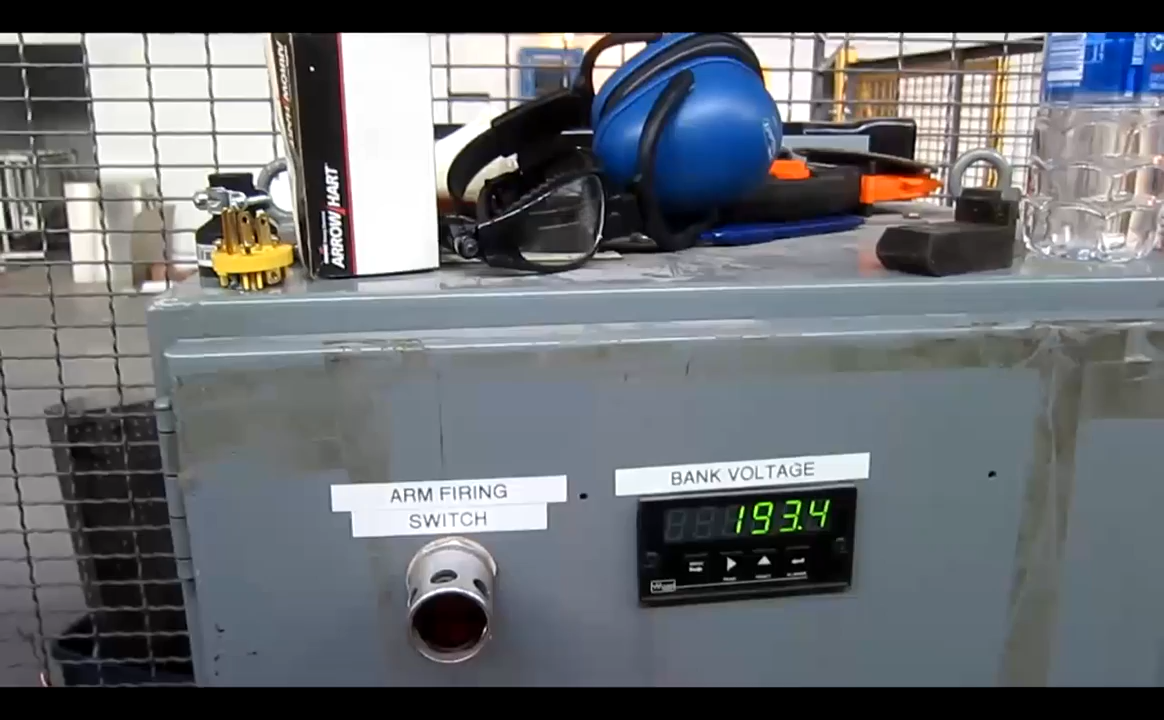 ARROW HART
ARM FIRING
SWITCH
BANK VOLTAGE
193.4